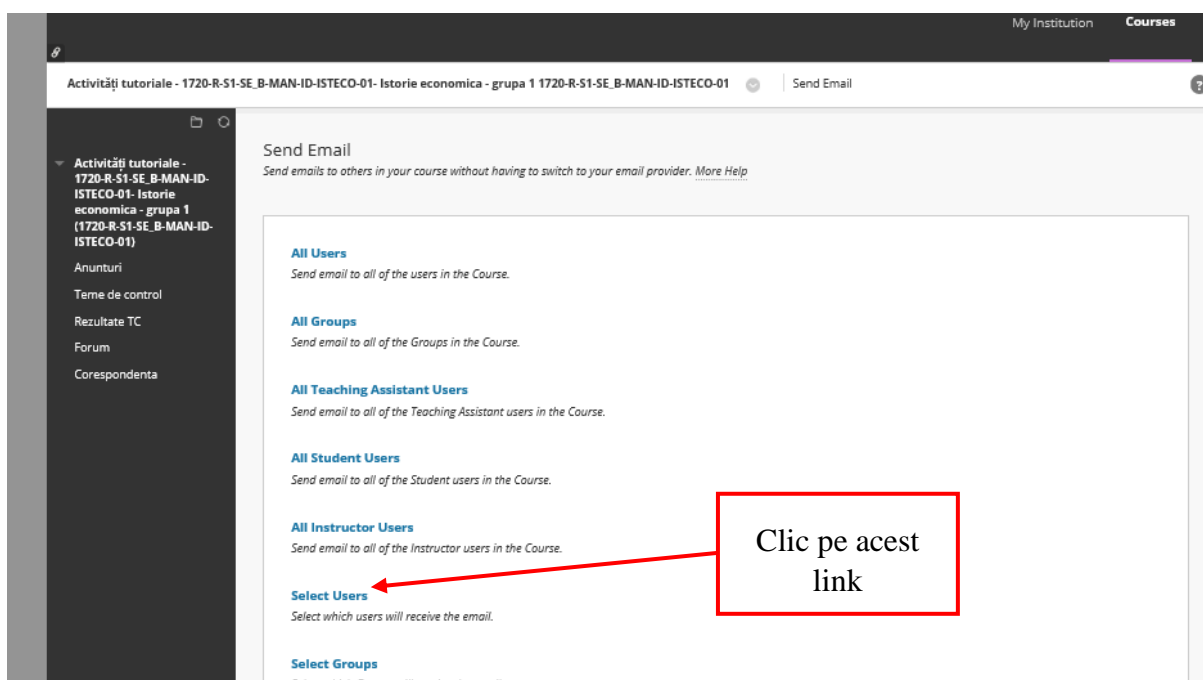 My Institution Courses
Activități tutoriale - 1720-R-S1-SE_B-MAN-ID-ISTECO-01- Istorie economica - grupa 1 1720-R-S1-SE_B-MAN-ID-ISTECO-01 Send Email
Activități tutoriale -
1720-R-S1-SE_B-MAN-ID-
ISTECO-01- Istorie
economica - grupa 1
(1720-R-S1-SE_B-MAN-ID-
ISTECO-01)
Anunturi
Teme de control
Rezultate TC
Forum
Corespondenta
Send Email
Send emails to others in your course without having to switch to your email provider. More Help
All Users
Send email to all of the users in the Course.
All Groups
Send email to all of the Groups in the Course.
All Teaching Assistant Users
Send email to all of the Teaching Assistant users in the Course.
All Student Users
Send email to all of the Student users in the Course.
All Instructor Users
Send email to all of the Instructor users in the Course.
Select Users
Select which users will receive the email.
Select Groups
Clic pe acest
link